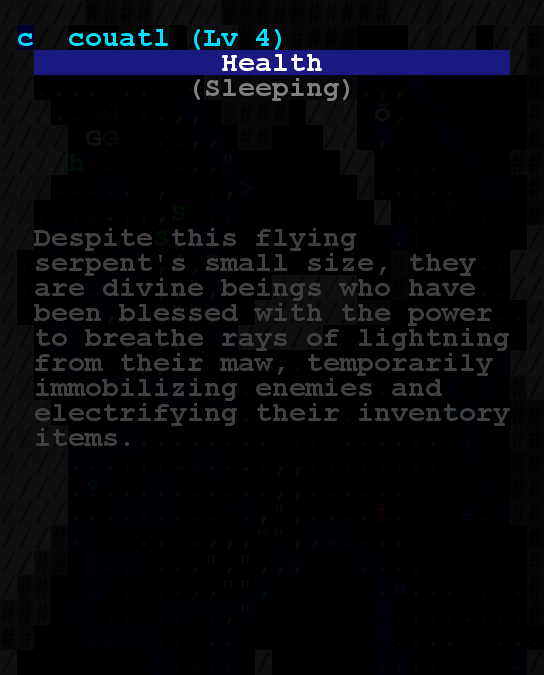 c  couatl (Lv 4)
Health
(Sleeping)
Despite this flying
serpent's small size, they
are divine beings who have
been blessed with the power
to breathe rays of lightning
from their maw, temporarily
immobilizing enemies and
electrifying their inventory
items.